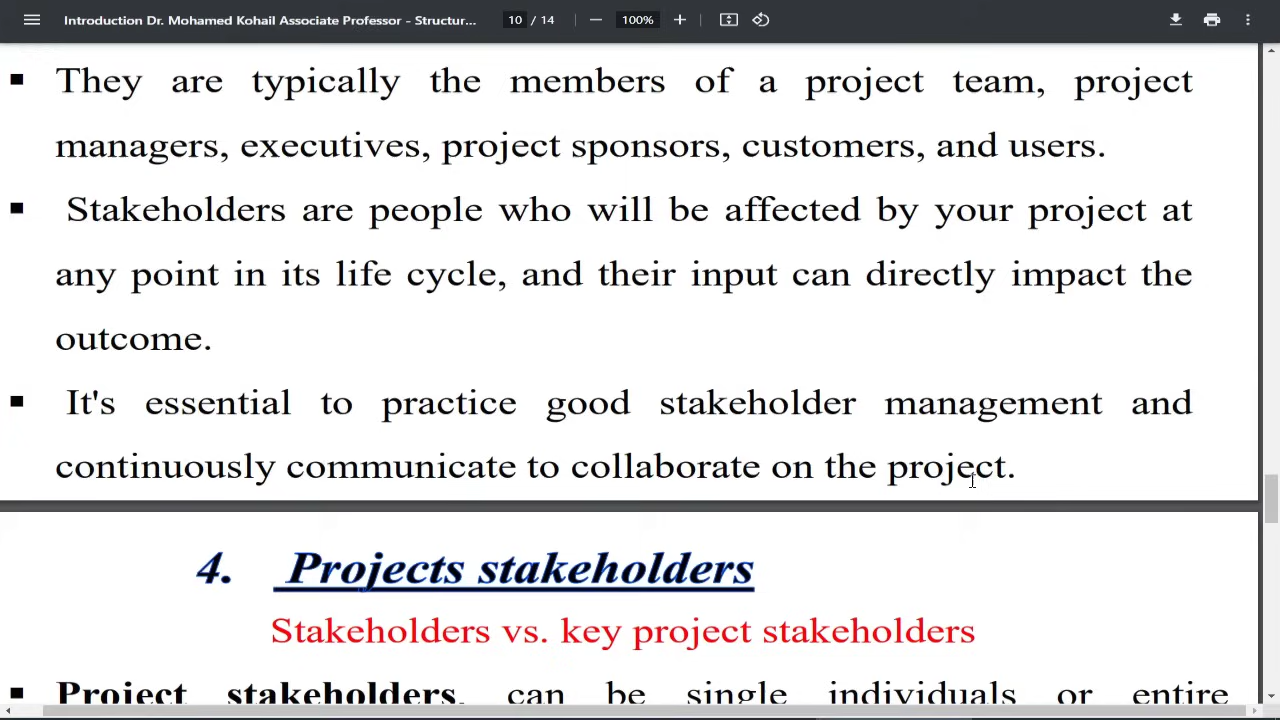 Introduction Dr. Mohamed Kohail Associate Professor - Structur... 10 / 14 100%
▪ They are typically the members of a project team, project
managers, executives, project sponsors, customers, and users.
▪ Stakeholders are people who will be affected by your project at
any point in its life cycle, and their input can directly impact the
outcome.
▪ It's essential to practice good stakeholder management and
continuously communicate to collaborate on the project.
4. Projects stakeholders
Stakeholders vs. key project stakeholders
▪ Project stakeholders, can be single individuals or entire